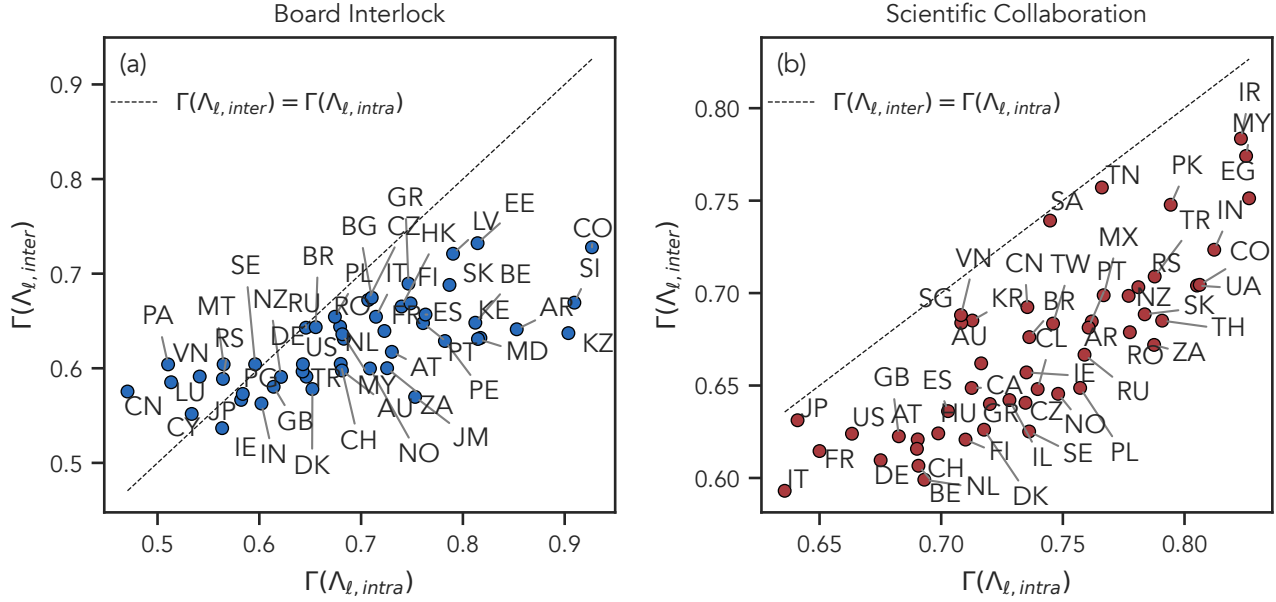 Board Interlock
(a)
Γ(Λℓ,inter) = Γ(Λℓ,intra)
Γ(Λℓ,inter)
0.9
0.8
0.7
0.6
0.5
0.5
0.6
0.7
0.8
0.9
Γ(Λℓ,intra)
GR
BG
CZ
HK
LV
EE
CO
SE
BR
PL
IT
FI
SK
BE
SI
MT
NZ
RU
RO
FR
ES
KE
AR
PA
VN
RS
DE
US
NL
PT
MD
KZ
LU
PG
TR
MY
AT
PE
CN
CY
JP
GB
AU
ZA
IE
IN
DK
CH
NO
JM
Scientific Collaboration
(b)
Γ(Λℓ,inter) = Γ(Λℓ,intra)
Γ(Λℓ,inter)
0.80
0.75
0.70
0.65
0.60
0.65
0.70
0.75
0.80
Γ(Λℓ,intra)
IR
MY
PK
EG
TN
SA
TR
IN
MX
VN
CN
TW
PT
RS
CO
SG
KR
BR
NZ
SK
UA
AU
CL
AR
RO
TH
ZA
IE
RU
GB
ES
CA
JP
US
AT
HU
GR
CZ
NO
PL
IT
FR
DE
CH
FI
IL
SE
BE
NL
DK